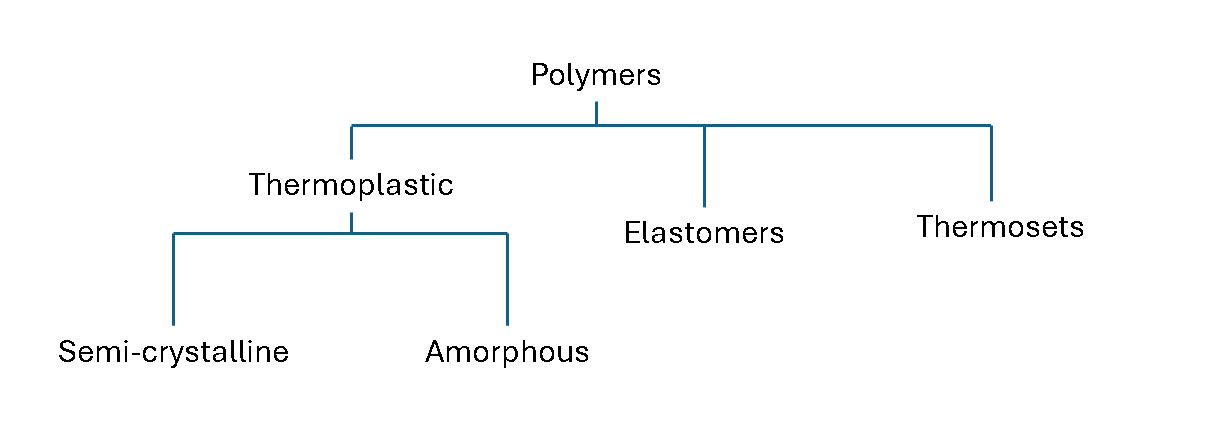 Polymers
Thermoplastic
Elastomers
Thermosets
Semi-crystalline
Amorphous